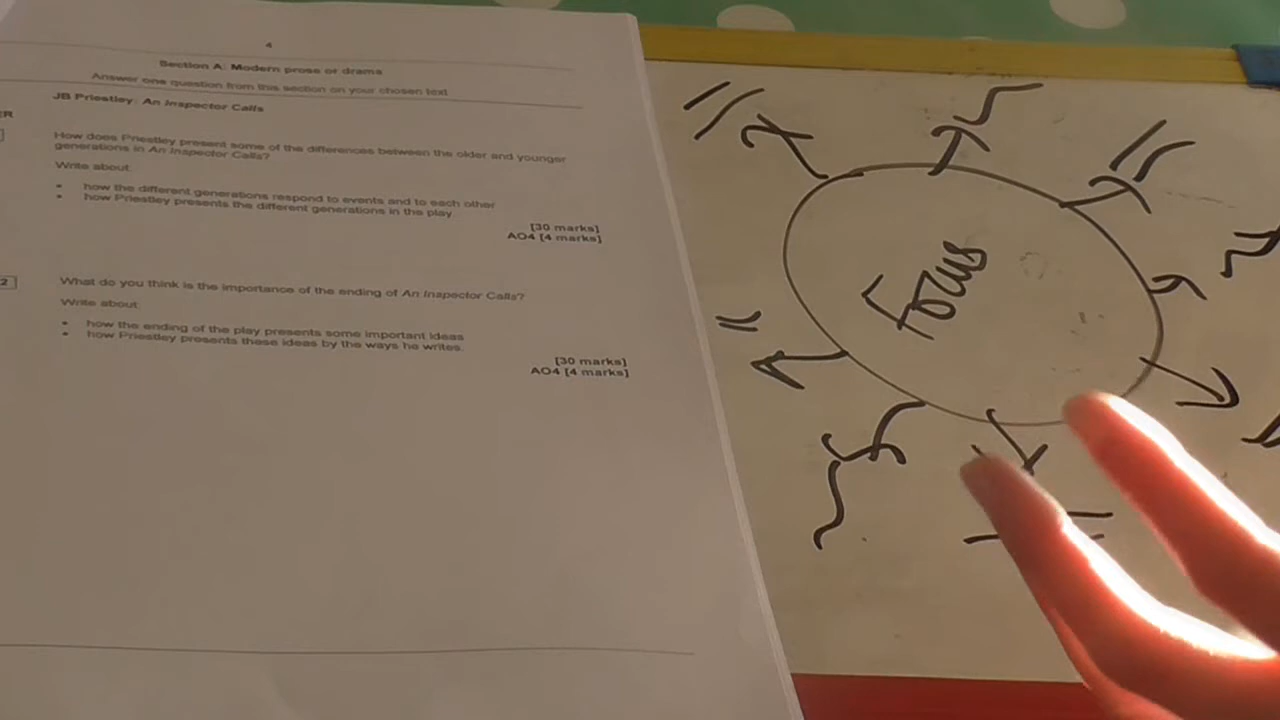 4
Section A: Modern prose or drama
Answer one question from this section on your chosen text
ER
JB Priestley: An Inspector Calls
How does Priestley present some of the differences between the older and younger
generations in An Inspector Calls?
Write about:
• how the different generations respond to events and to each other
• how Priestley presents the different generations in the play.
[30 marks]
AO4 [4 marks]
2
What do you think is the importance of the ending of An Inspector Calls?
Write about:
• how the ending of the play presents some important ideas
• how Priestley presents these ideas by the ways he writes.
[30 marks]
AO4 [4 marks]
Focus